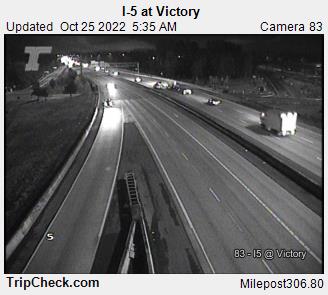 I-5 at Victory
Updated Oct 25 2022 5:35 AM Camera 83
T
S
83 - I5 @ Victory
TripCheck.com Milepost306.80